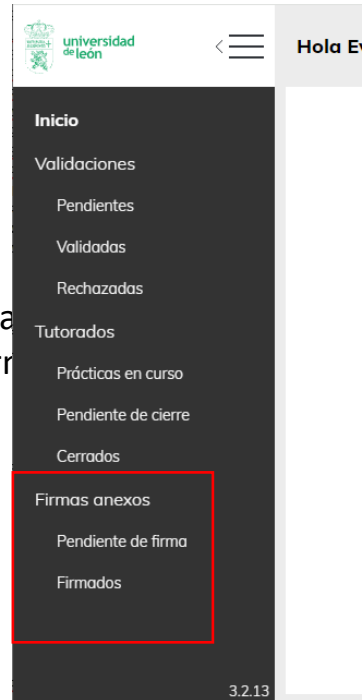 universidad
de león
Hola E
Inicio
Validaciones
Pendientes
Validadas
Rechazadas
Tutorados
Prácticas en curso
Pendiente de cierre
Cerrados
Firmas anexos
Pendiente de firma
Firmados
3.2.13